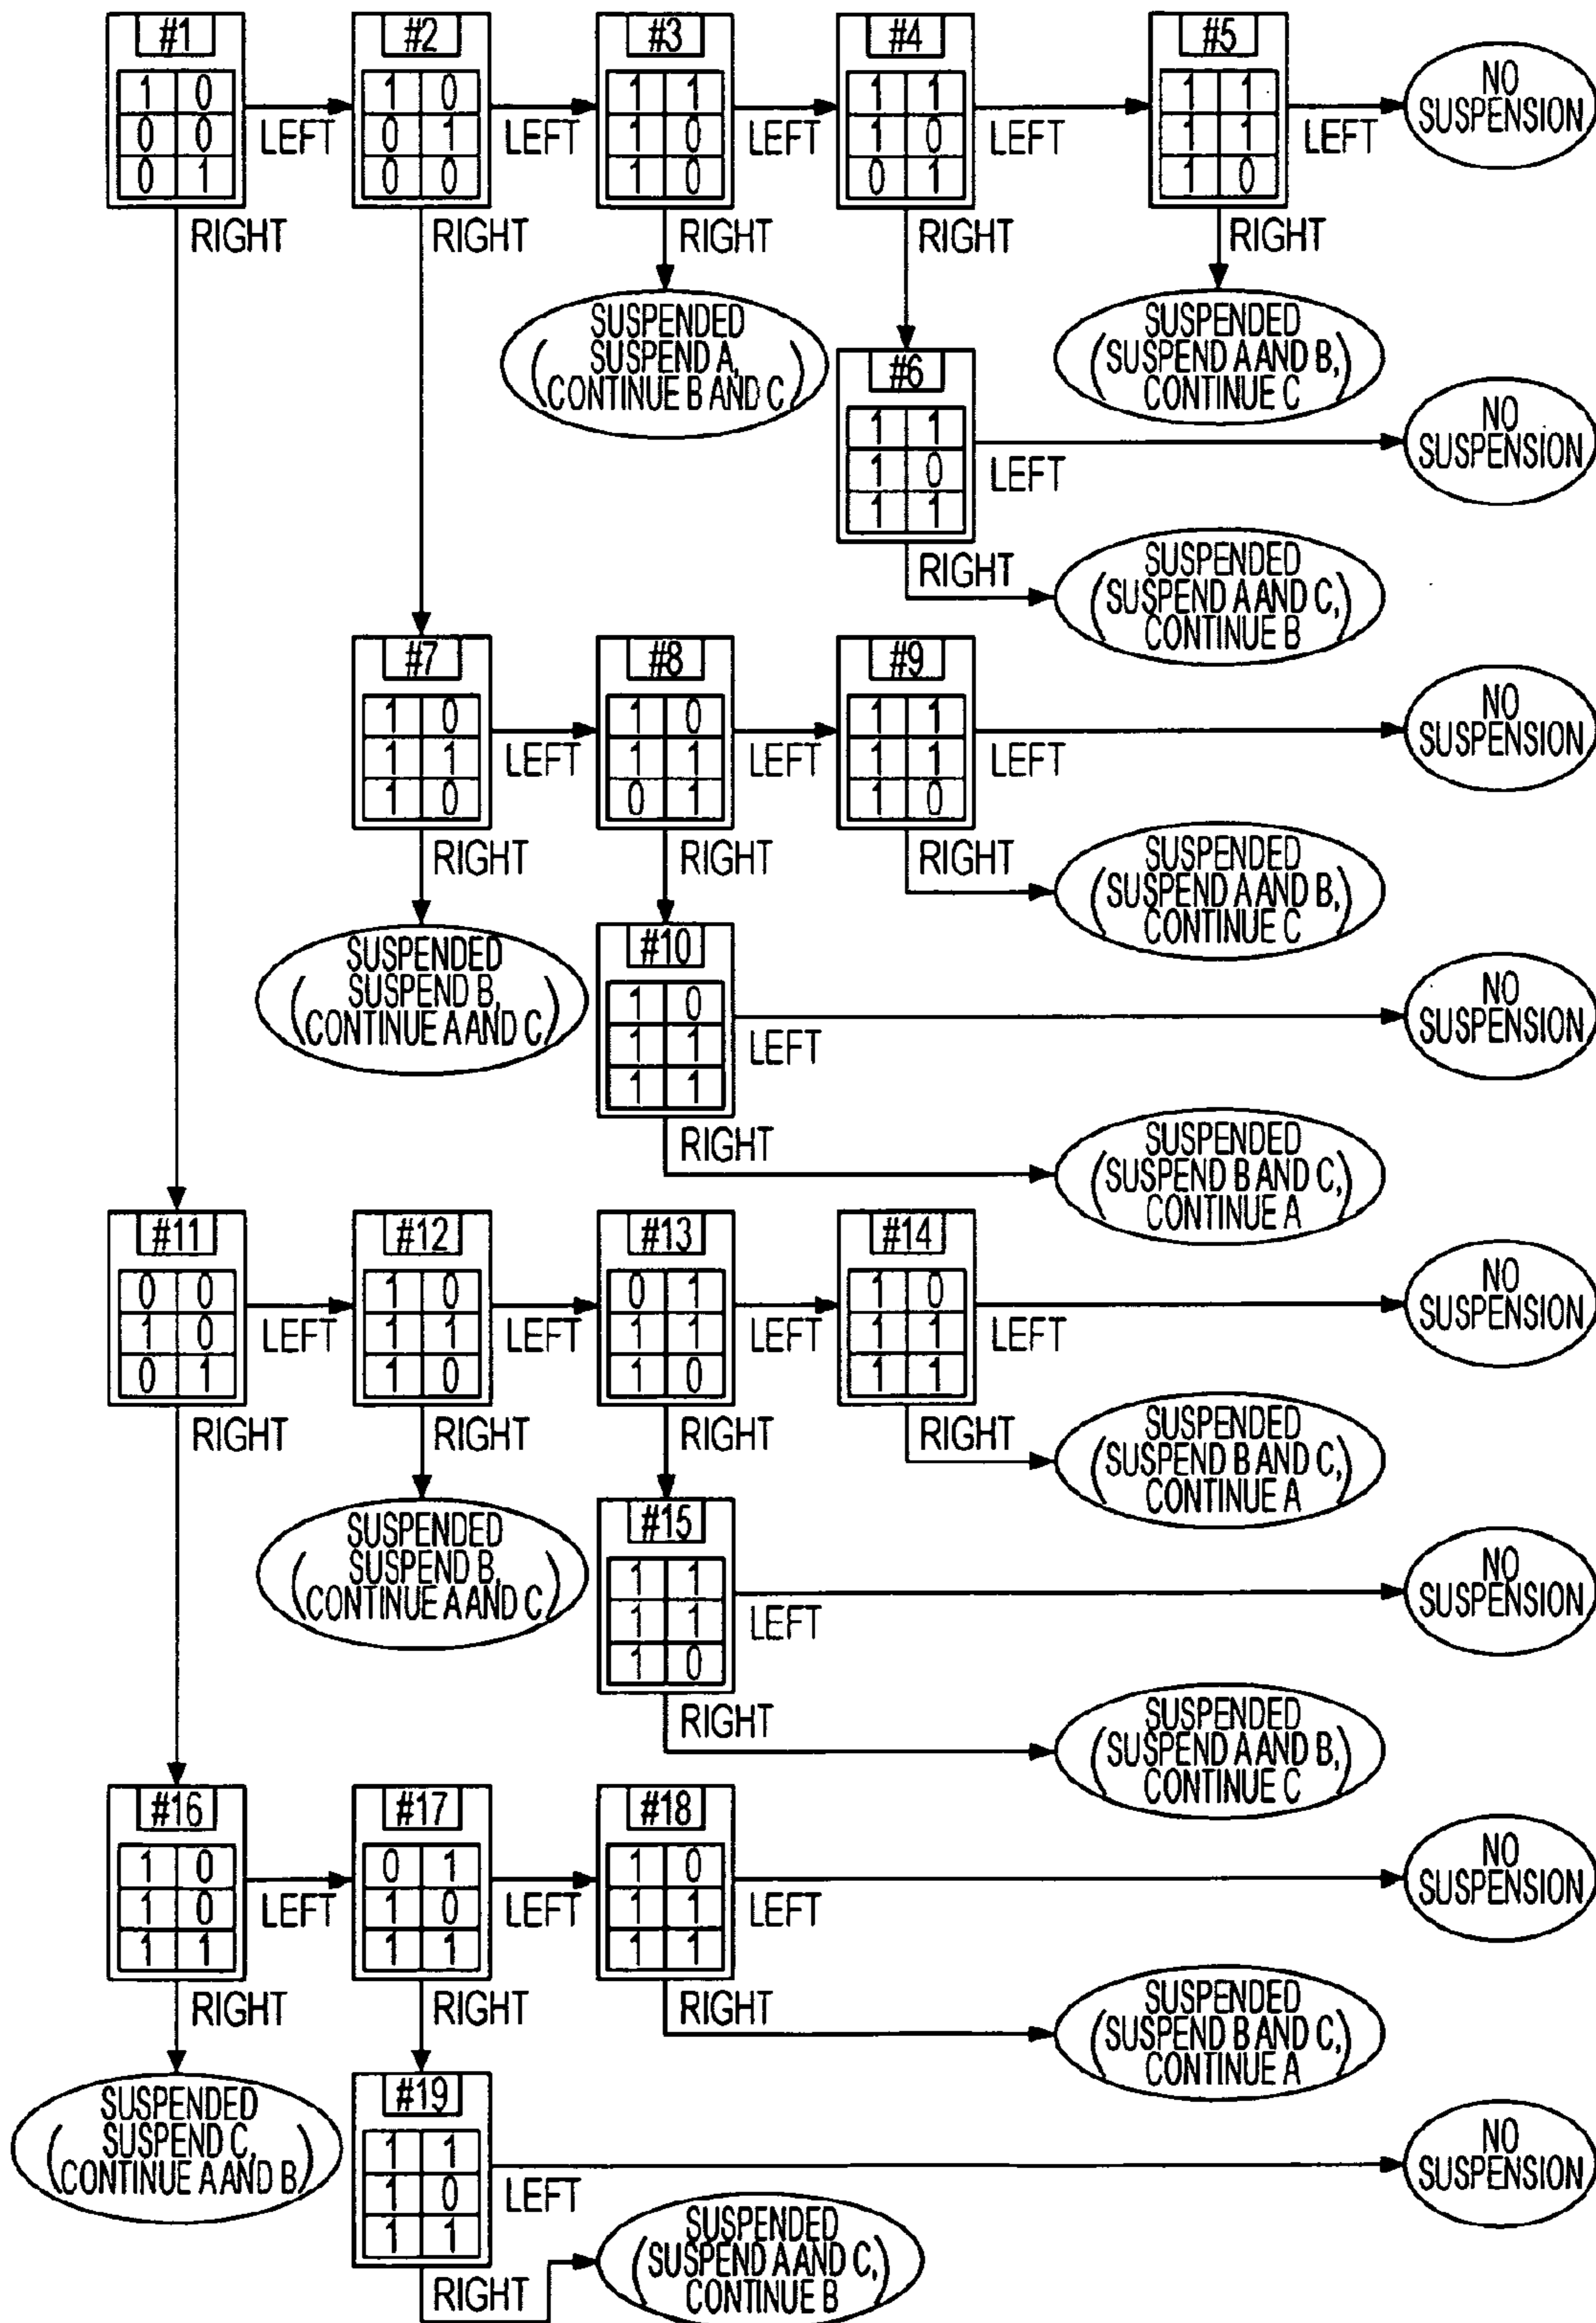 #1
1 0
0 0
0 1
LEFT
RIGHT
#2
1 0
0 1
0 0
LEFT
RIGHT
#3
1 1
1 0
1 0
LEFT
RIGHT
#4
1 1
1 0
0 1
LEFT
RIGHT
#5
1 1
1 1
1 0
LEFT
RIGHT
NO
SUSPENSION
SUSPENDED
(SUSPEND A,
CONTINUE B AND C)
SUSPENDED
(SUSPEND A AND B,)
CONTINUE C
#6
1 1
1 0
1 1
LEFT
RIGHT
NO
SUSPENSION
SUSPENDED
(SUSPEND A AND C,)
CONTINUE B
#7
1 0
1 1
1 0
LEFT
RIGHT
#8
1 0
1 1
0 1
LEFT
RIGHT
#9
1 1
1 1
1 0
LEFT
RIGHT
NO
SUSPENSION
SUSPENDED
(SUSPEND A AND B,)
CONTINUE C
SUSPENDED
(SUSPEND B,
CONTINUE A AND C)
#10
1 0
1 1
1 1
LEFT
RIGHT
NO
SUSPENSION
SUSPENDED
(SUSPEND B AND C,)
CONTINUE A
#11
0 0
1 0
0 1
LEFT
RIGHT
#12
1 0
1 1
1 0
LEFT
RIGHT
#13
0 1
1 1
1 0
LEFT
RIGHT
#14
1 0
1 1
1 1
LEFT
RIGHT
NO
SUSPENSION
SUSPENDED
(SUSPEND B AND C,)
CONTINUE A
SUSPENDED
(SUSPEND B,
CONTINUE A AND C)
#15
1 1
1 1
1 0
LEFT
RIGHT
NO
SUSPENSION
SUSPENDED
(SUSPEND A AND B,)
CONTINUE C
#16
1 0
1 0
1 1
LEFT
RIGHT
#17
0 1
1 0
1 1
LEFT
RIGHT
#18
1 0
1 1
1 1
LEFT
RIGHT
NO
SUSPENSION
SUSPENDED
(SUSPEND B AND C,)
CONTINUE A
SUSPENDED
(SUSPEND C,
CONTINUE A AND B)
#19
1 1
1 0
1 1
LEFT
RIGHT
NO
SUSPENSION
SUSPENDED
(SUSPEND A AND C,)
CONTINUE B